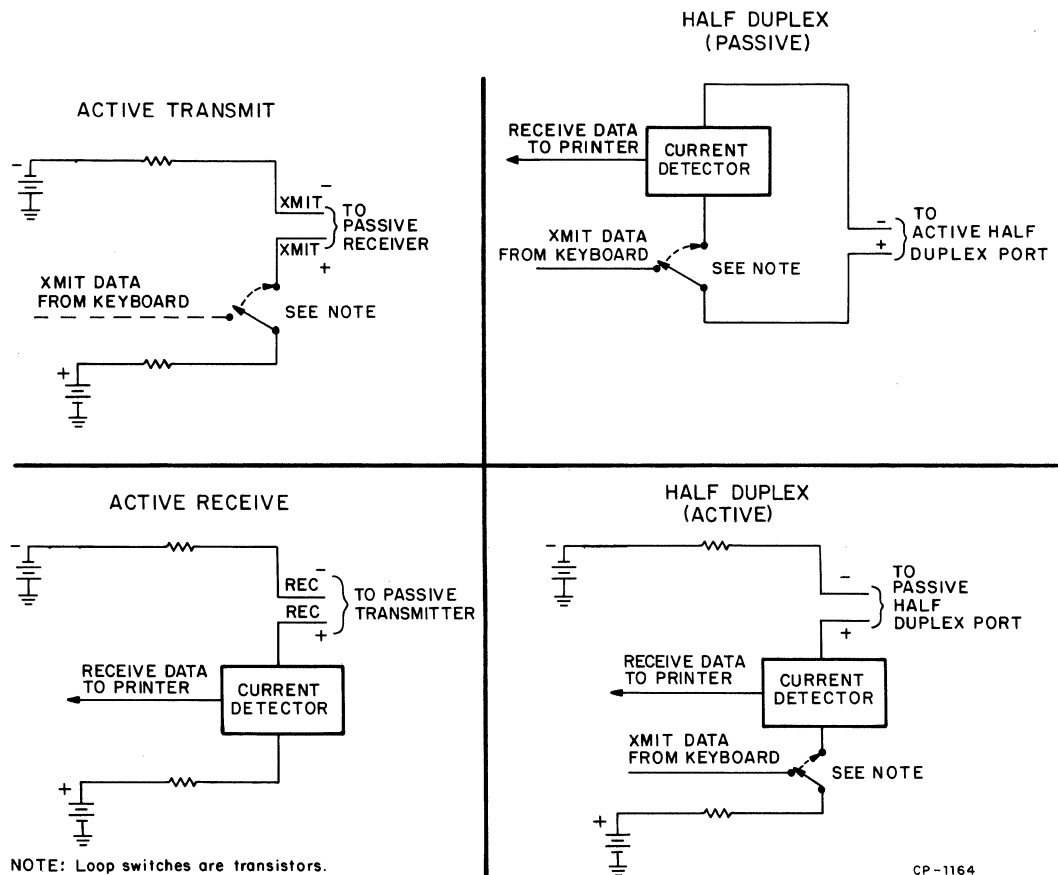 HALF DUPLEX
(PASSIVE)
ACTIVE TRANSMIT
-
XMIT
-
TO
PASSIVE
RECEIVER
XMIT
+
XMIT DATA
FROM KEYBOARD
SEE NOTE
+
RECEIVE DATA
TO PRINTER
CURRENT
DETECTOR
XMIT DATA
FROM KEYBOARD
SEE NOTE
-
+
TO
ACTIVE HALF
DUPLEX PORT
ACTIVE RECEIVE
-
REC
-
REC
+
TO PASSIVE
TRANSMITTER
RECEIVE DATA
TO PRINTER
CURRENT
DETECTOR
+
NOTE: Loop switches are transistors.
HALF DUPLEX
(ACTIVE)
-
-
+
TO
PASSIVE
HALF
DUPLEX PORT
RECEIVE DATA
TO PRINTER
CURRENT
DETECTOR
XMIT DATA
FROM KEYBOARD
SEE NOTE
+
CP-1164